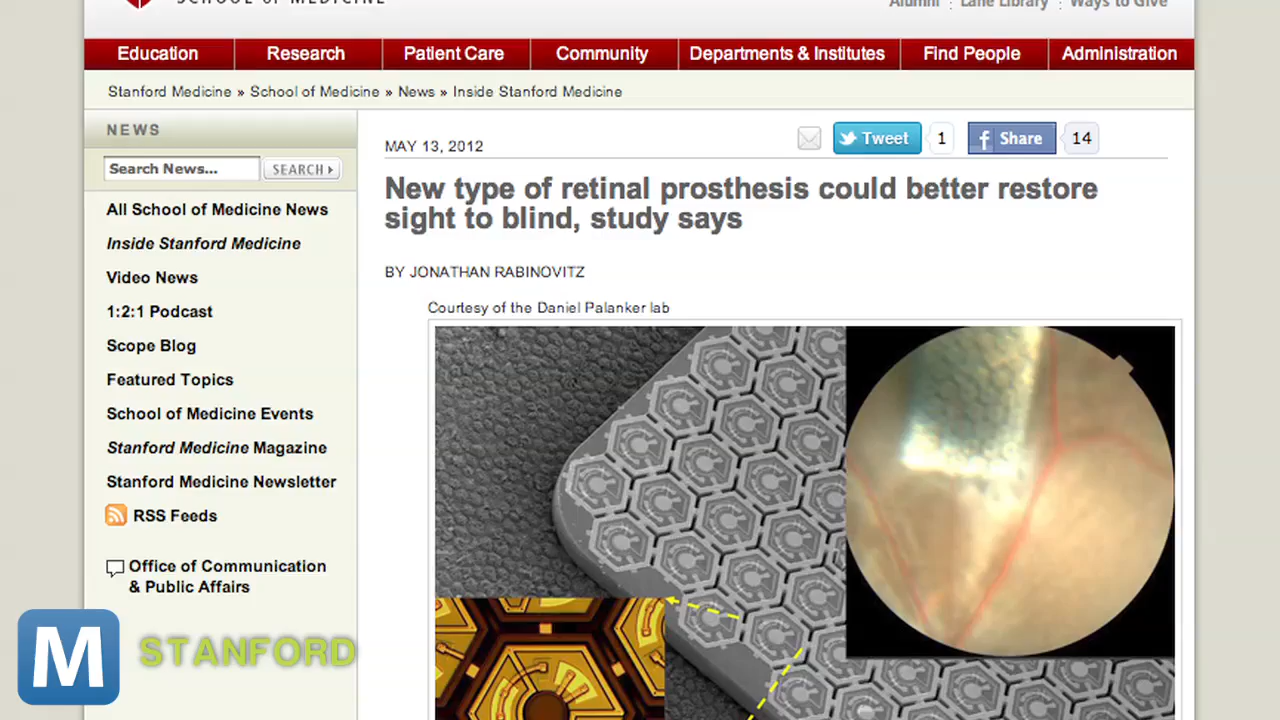 SCHOOL OF MEDICINE
Alumni Lane Library Ways to Give
Education Research Patient Care Community Departments & Institutes Find People Administration
Stanford Medicine » School of Medicine » News » Inside Stanford Medicine
NEWS
Search News...
SEARCH
All School of Medicine News
Inside Stanford Medicine
Video News
1:2:1 Podcast
Scope Blog
Featured Topics
School of Medicine Events
Stanford Medicine Magazine
Stanford Medicine Newsletter
RSS Feeds
Office of Communication
& Public Affairs
MAY 13, 2012
Tweet 1
f Share 14
New type of retinal prosthesis could better restore
sight to blind, study says
BY JONATHAN RABINOVITZ
Courtesy of the Daniel Palanker lab
M STANFORD